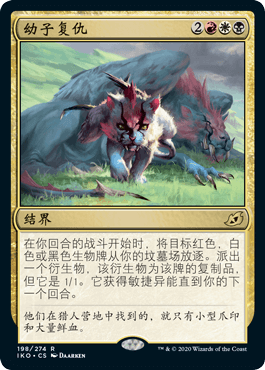 幼子复仇
2
结界
在你回合的战斗开始时，将目标红色，白
色或黑色生物牌从你的坟墓场放逐。派出
一个衍生物，该衍生物为该牌的复制品，
但它是 1/1。它获得敏捷异能直到你的下
一个回合。
他们在猎人营地中找到的，就只有小型爪印
和大量鲜血。
198/274 R
IKO • CS DAARKEN
™ & © 2020 Wizards of the Coast